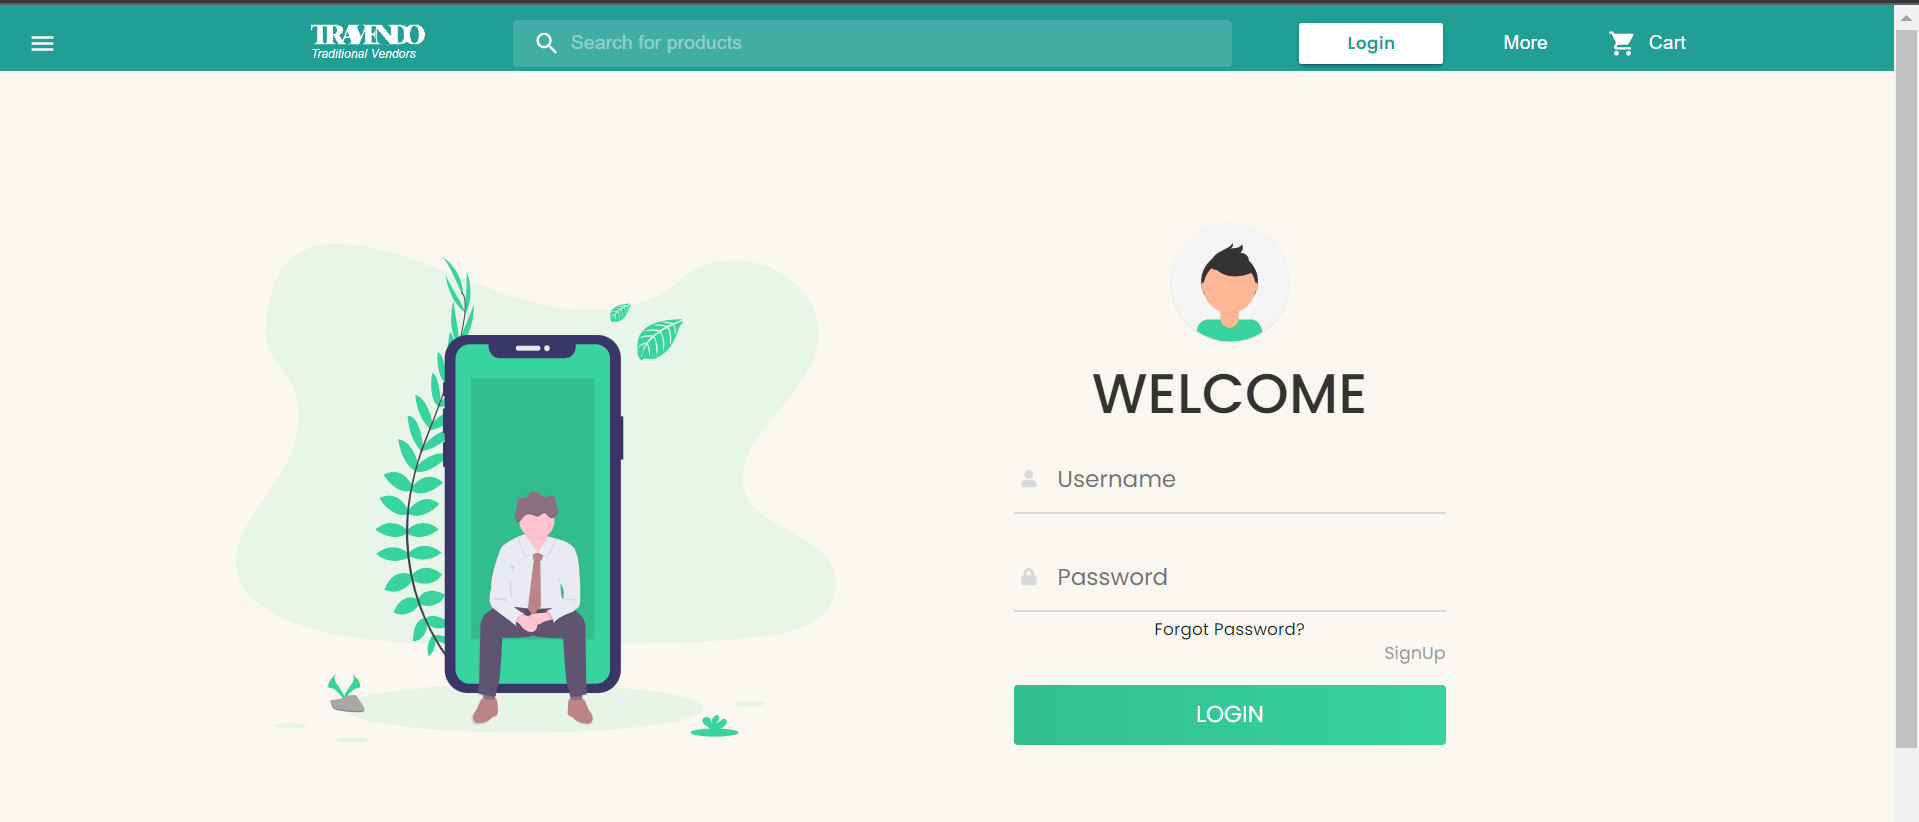 TRAVENDO
Traditional Vendors
Search for products
Login
More
Cart
WELCOME
Username
Password
Forgot Password?
SignUp
LOGIN